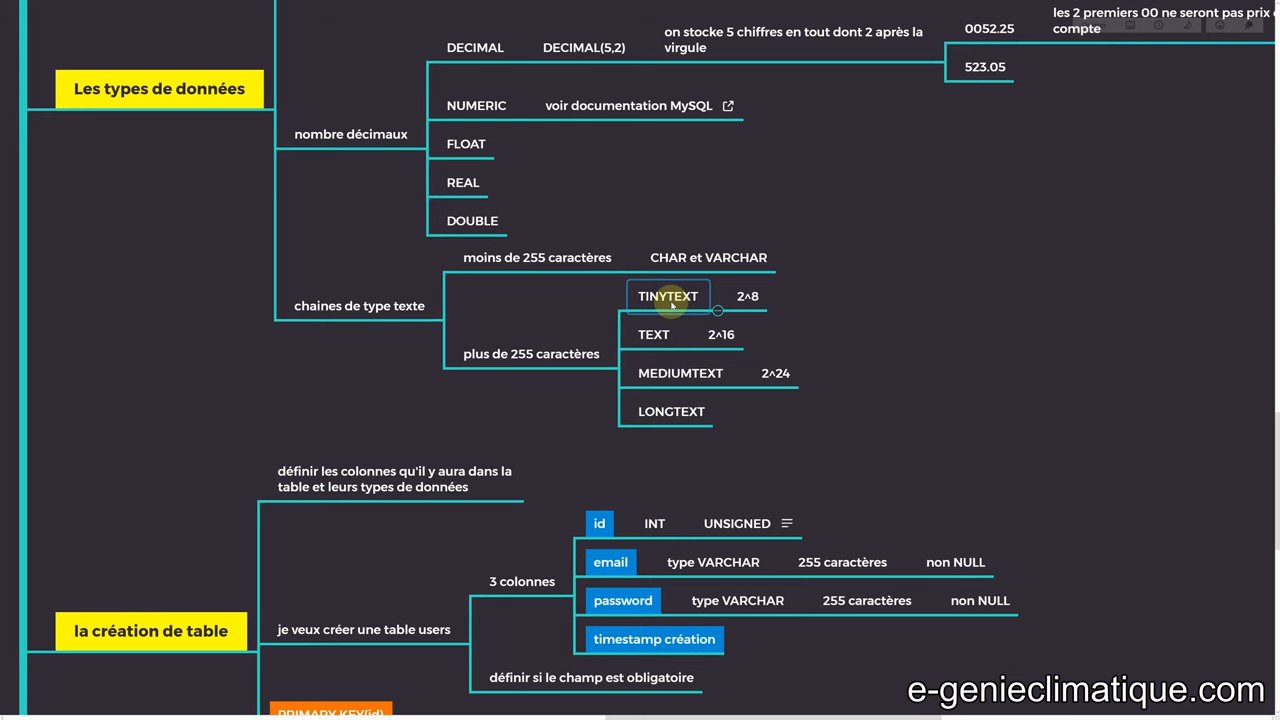 les 2 premiers 00 ne seront pas prix
compte
0052.25
on stocke 5 chiffres en tout dont 2 après la
virgule
DECIMAL
DECIMAL(5,2)
523.05
Les types de données
NUMERIC
voir documentation MySQL
nombre décimaux
FLOAT
REAL
DOUBLE
moins de 255 caractères
CHAR et VARCHAR
chaines de type texte
TINYTEXT
2^8
TEXT
2^16
plus de 255 caractères
MEDIUMTEXT
2^24
LONGTEXT
définir les colonnes qu'il y aura dans la
table et leurs types de données
id
INT
UNSIGNED
email
type VARCHAR
255 caractères
non NULL
3 colonnes
password
type VARCHAR
255 caractères
non NULL
la création de table
je veux créer une table users
timestamp création
définir si le champ est obligatoire
PRIMARY KEY(id)
e-genieclimatique.com